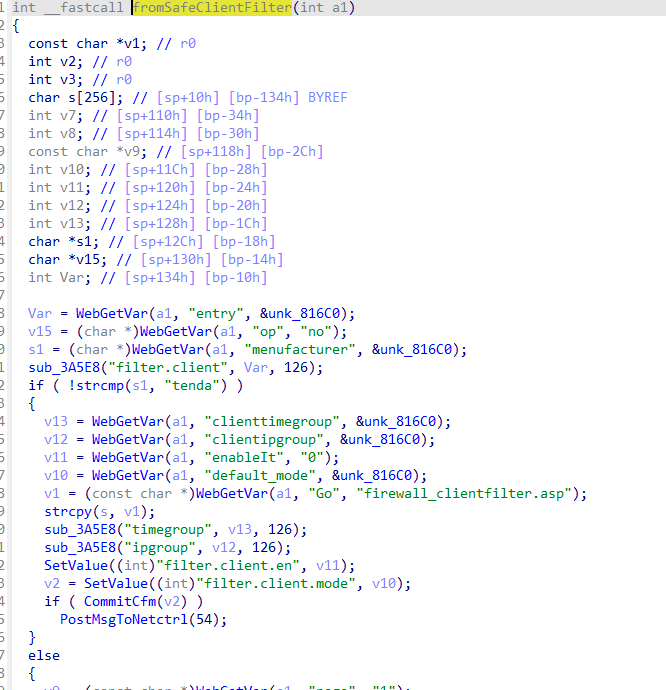 1 int __fastcall fromSafeClientFilter(int a1)
2 {
3 const char *v1; // r0
4 int v2; // r0
5 int v3; // r0
6 char s[256]; // [sp+10h] [bp-134h] BYREF
7 int v7; // [sp+110h] [bp-34h]
8 int v8; // [sp+114h] [bp-30h]
9 const char *v9; // [sp+118h] [bp-2Ch]
0 int v10; // [sp+11Ch] [bp-28h]
1 int v11; // [sp+120h] [bp-24h]
2 int v12; // [sp+124h] [bp-20h]
3 int v13; // [sp+128h] [bp-1Ch]
4 char *s1; // [sp+12Ch] [bp-18h]
5 char *v15; // [sp+130h] [bp-14h]
6 int Var; // [sp+134h] [bp-10h]
7
8 Var = WebGetVar(a1, "entry", &unk_816C0);
9 v15 = (char *)WebGetVar(a1, "op", "no");
0 s1 = (char *)WebGetVar(a1, "menufacturer", &unk_816C0);
1 sub_3A5E8("filter.client", Var, 126);
2 if ( !strcmp(s1, "tenda") )
3 {
4 v13 = WebGetVar(a1, "clienttimegroup", &unk_816C0);
5 v12 = WebGetVar(a1, "clientipgroup", &unk_816C0);
6 v11 = WebGetVar(a1, "enableIt", "0");
7 v10 = WebGetVar(a1, "default_mode", &unk_816C0);
8 v1 = (const char *)WebGetVar(a1, "Go", "firewall_clientfilter.asp");
9 strcpy(s, v1);
0 sub_3A5E8("timegroup", v13, 126);
1 sub_3A5E8("ipgroup", v12, 126);
2 SetValue((int)"filter.client.en", v11);
3 v2 = SetValue((int)"filter.client.mode", v10);
4 if ( CommitCfm(v2) )
5 PostMsgToNetctrl(54);
6 }
7 else
8 {
v9 = (const char *)WebGetVar(a1, "page", "1");